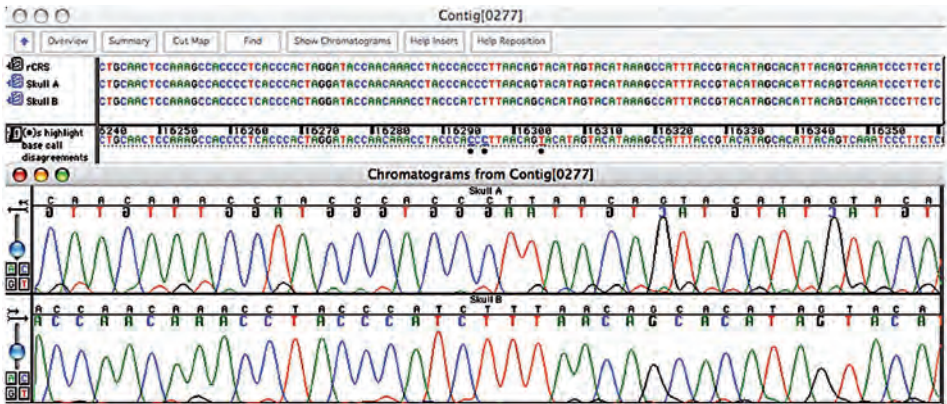 Contig[0277]
Overview Summary Cut Map Find Show Chromatograms Help Insert Help Reposition
rCRS CTGCAACTCCAAAGCCACCCCTCACCCACTAGGATACCAACAAACCTACCCACCCTTAACAGTACATAGTACATAAAGCCATTTACCGTACATAGCACATTACAGTCAAATCCCTTCTC
Skull A CTGCAACTCCAAAGCCACCCCTCACCCACTAGGATACCAACAAACCTACCCACCCTTAACAGTACATAGTACATAAAGCCATTTACCGTACATAGCACATTACAGTCAAATCCCTTCTC
Skull B CTGCAACTCCAAAGCCACCCCTCACCCACTAGGATACCAACAAACCTACCCATCTTTAACAGCACATAGTACATAAAGCCATTTACCGTACATAGCACATTACAGTCAAATCCCTTCTC
(•)s highlight 6240 16250 16260 16270 16280 16290 16300 16310 16320 16330 16340 16350
base call CTGCAACTCCAAAGCCACCCCTCACCCACTAGGATACCAACAAACCTACCCACCCTTAACAGTACATAGTACATAAAGCCATTTACCGTACATAGCACATTACAGTCAAATCCCTTCTC
disagreements
Chromatograms from Contig[0277]
Skull A
C A A C A A A C C T A C C C A C C C T T A A C A G T A C A T A G T A C A
A C
G T
Skull B
A C C A A C A A A C C T A C C C A T C T T T A A C A G C A C A T A G T A C A
A C
G T